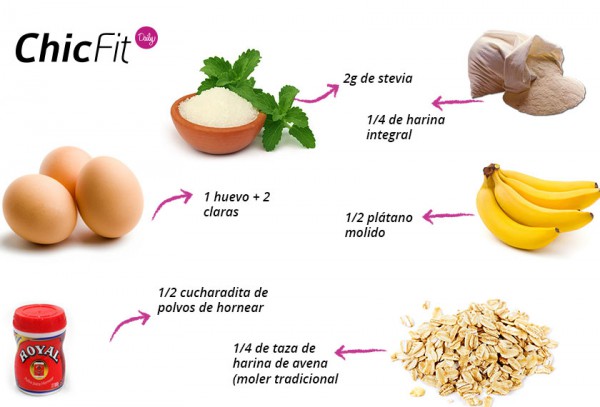 ChicFit
Daily
2g de stevia
1/4 de harina
integral
1 huevo + 2
claras
1/2 plátano
molido
1/2 cucharadita de
polvos de hornear
ROYAL
1/4 de taza de
harina de avena
(moler tradicional